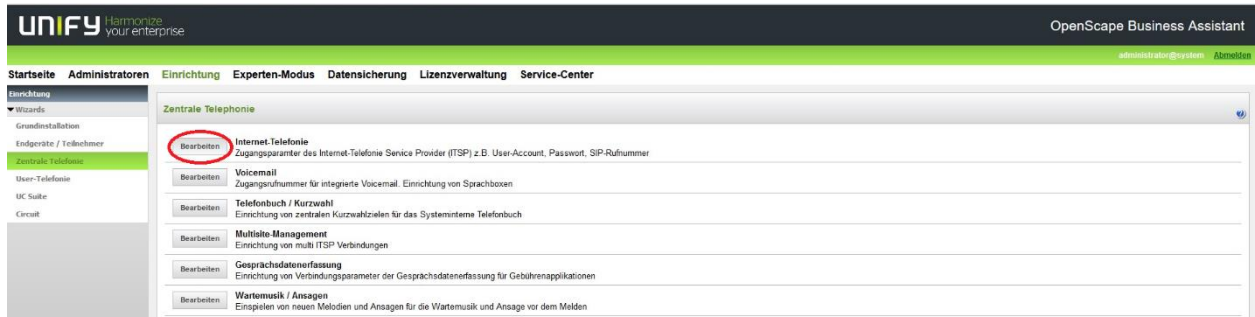 UNIFY Harmonize
your enterprise
OpenScape Business Assistant
administrator@system Abmelden
Startseite Administratoren Einrichtung Experten-Modus Datensicherung Lizenzverwaltung Service-Center
Einrichtung
Wizards
Grundinstallation
Endgeräte / Teilnehmer
Zentrale Telefonie
User-Telefonie
UC Suite
Circuit
Zentrale Telephonie
Bearbeiten
Internet-Telefonie
Zugangsparamter des Internet-Telefonie Service Provider (ITSP) z.B. User-Account, Passwort, SIP-Rufnummer
Bearbeiten
Voicemail
Zugangsrufnummer für integrierte Voicemail. Einrichtung von Sprachboxen
Bearbeiten
Telefonbuch / Kurzwahl
Einrichtung von zentralen Kurzwahlzielen für das Systeminterne Telefonbuch
Bearbeiten
Multisite-Management
Einrichtung von multi ITSP Verbindungen
Bearbeiten
Gesprächsdatenerfassung
Einrichtung von Verbindungsparameter der Gesprächsdatenerfassung für Gebührenapplikationen
Bearbeiten
Wartemusik / Ansagen
Einspielen von neuen Melodien und Ansagen für die Wartemusik und Ansage vor dem Melden